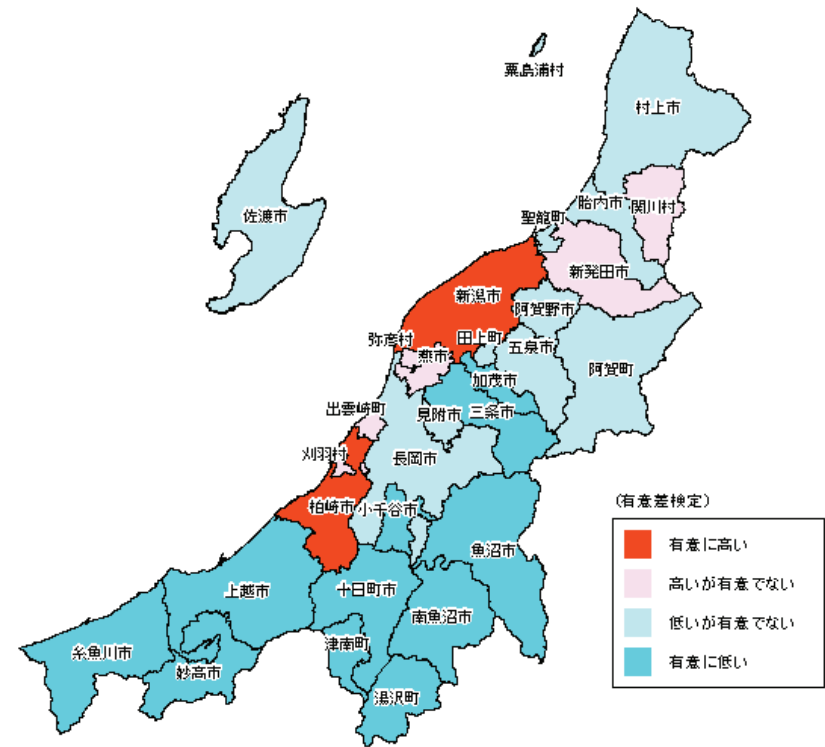 粟島浦村
村上市
佐渡市
胎内市
関川村
聖籠町
新発田市
新潟市
阿賀野市
弥彦村
田上町
燕市
五泉市
阿賀町
加茂市
出雲崎町
見附市
三条市
刈羽村
長岡市
柏崎市
小千谷市
魚沼市
上越市
十日町市
南魚沼市
糸魚川市
津南町
妙高市
湯沢町
(有意差検定)
有意に高い
高いが有意でない
低いが有意でない
有意に低い